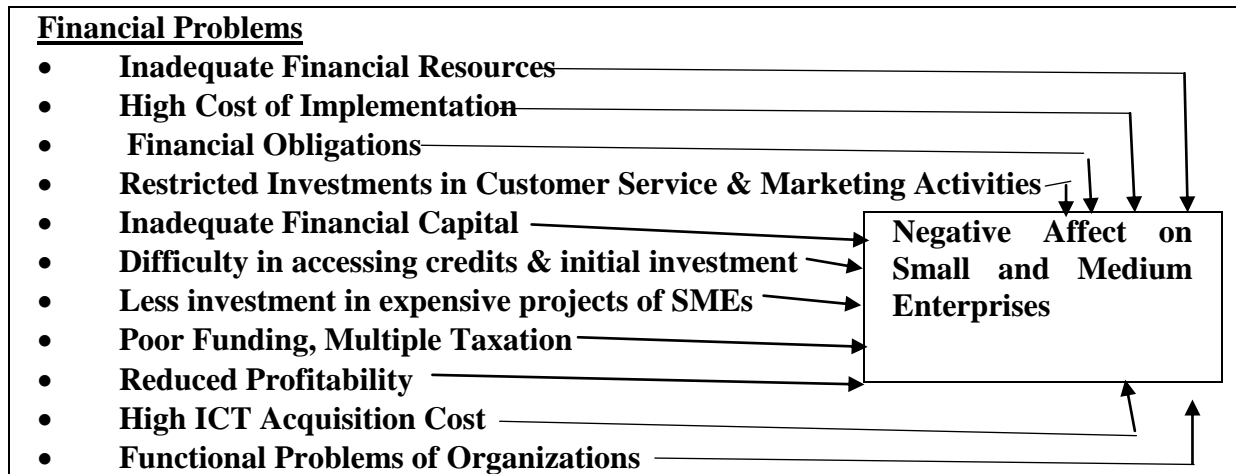 Financial Problems
• Inadequate Financial Resources
• High Cost of Implementation
• Financial Obligations
• Restricted Investments in Customer Service & Marketing Activities
• Inadequate Financial Capital
• Difficulty in accessing credits & initial investment
• Less investment in expensive projects of SMEs
• Poor Funding, Multiple Taxation
• Reduced Profitability
• High ICT Acquisition Cost
• Functional Problems of Organizations
Negative Affect on
Small and Medium
Enterprises